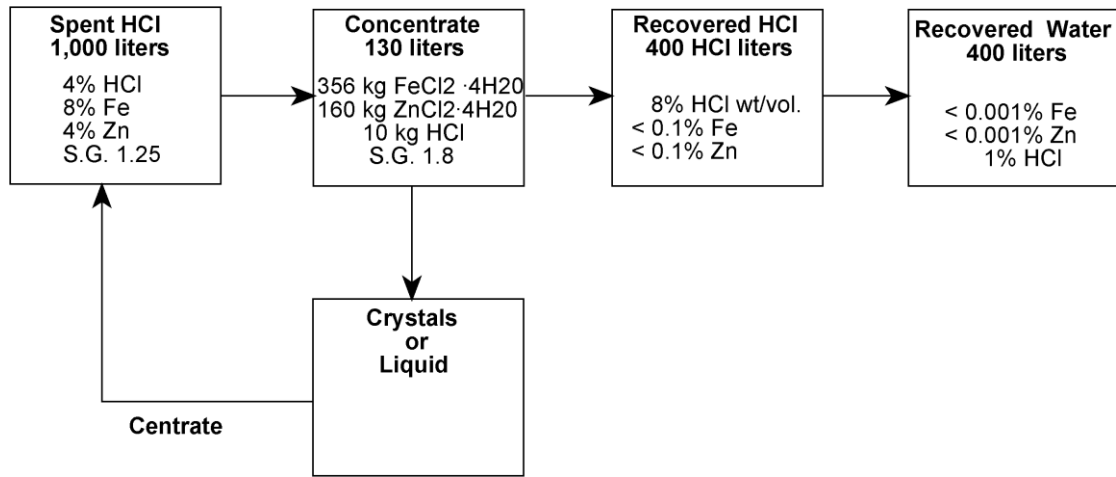 Spent HCl
1,000 liters
4% HCl
8% Fe
4% Zn
S.G. 1.25
Concentrate
130 liters
356 kg FeCl2 ·4H20
160 kg ZnCl2·4H20
10 kg HCl
S.G. 1.8
Recovered HCl
400 HCl liters
8% HCl wt/vol.
< 0.1% Fe
< 0.1% Zn
Recovered Water
400 liters
< 0.001% Fe
< 0.001% Zn
1% HCl
Crystals
or
Liquid
Centrate